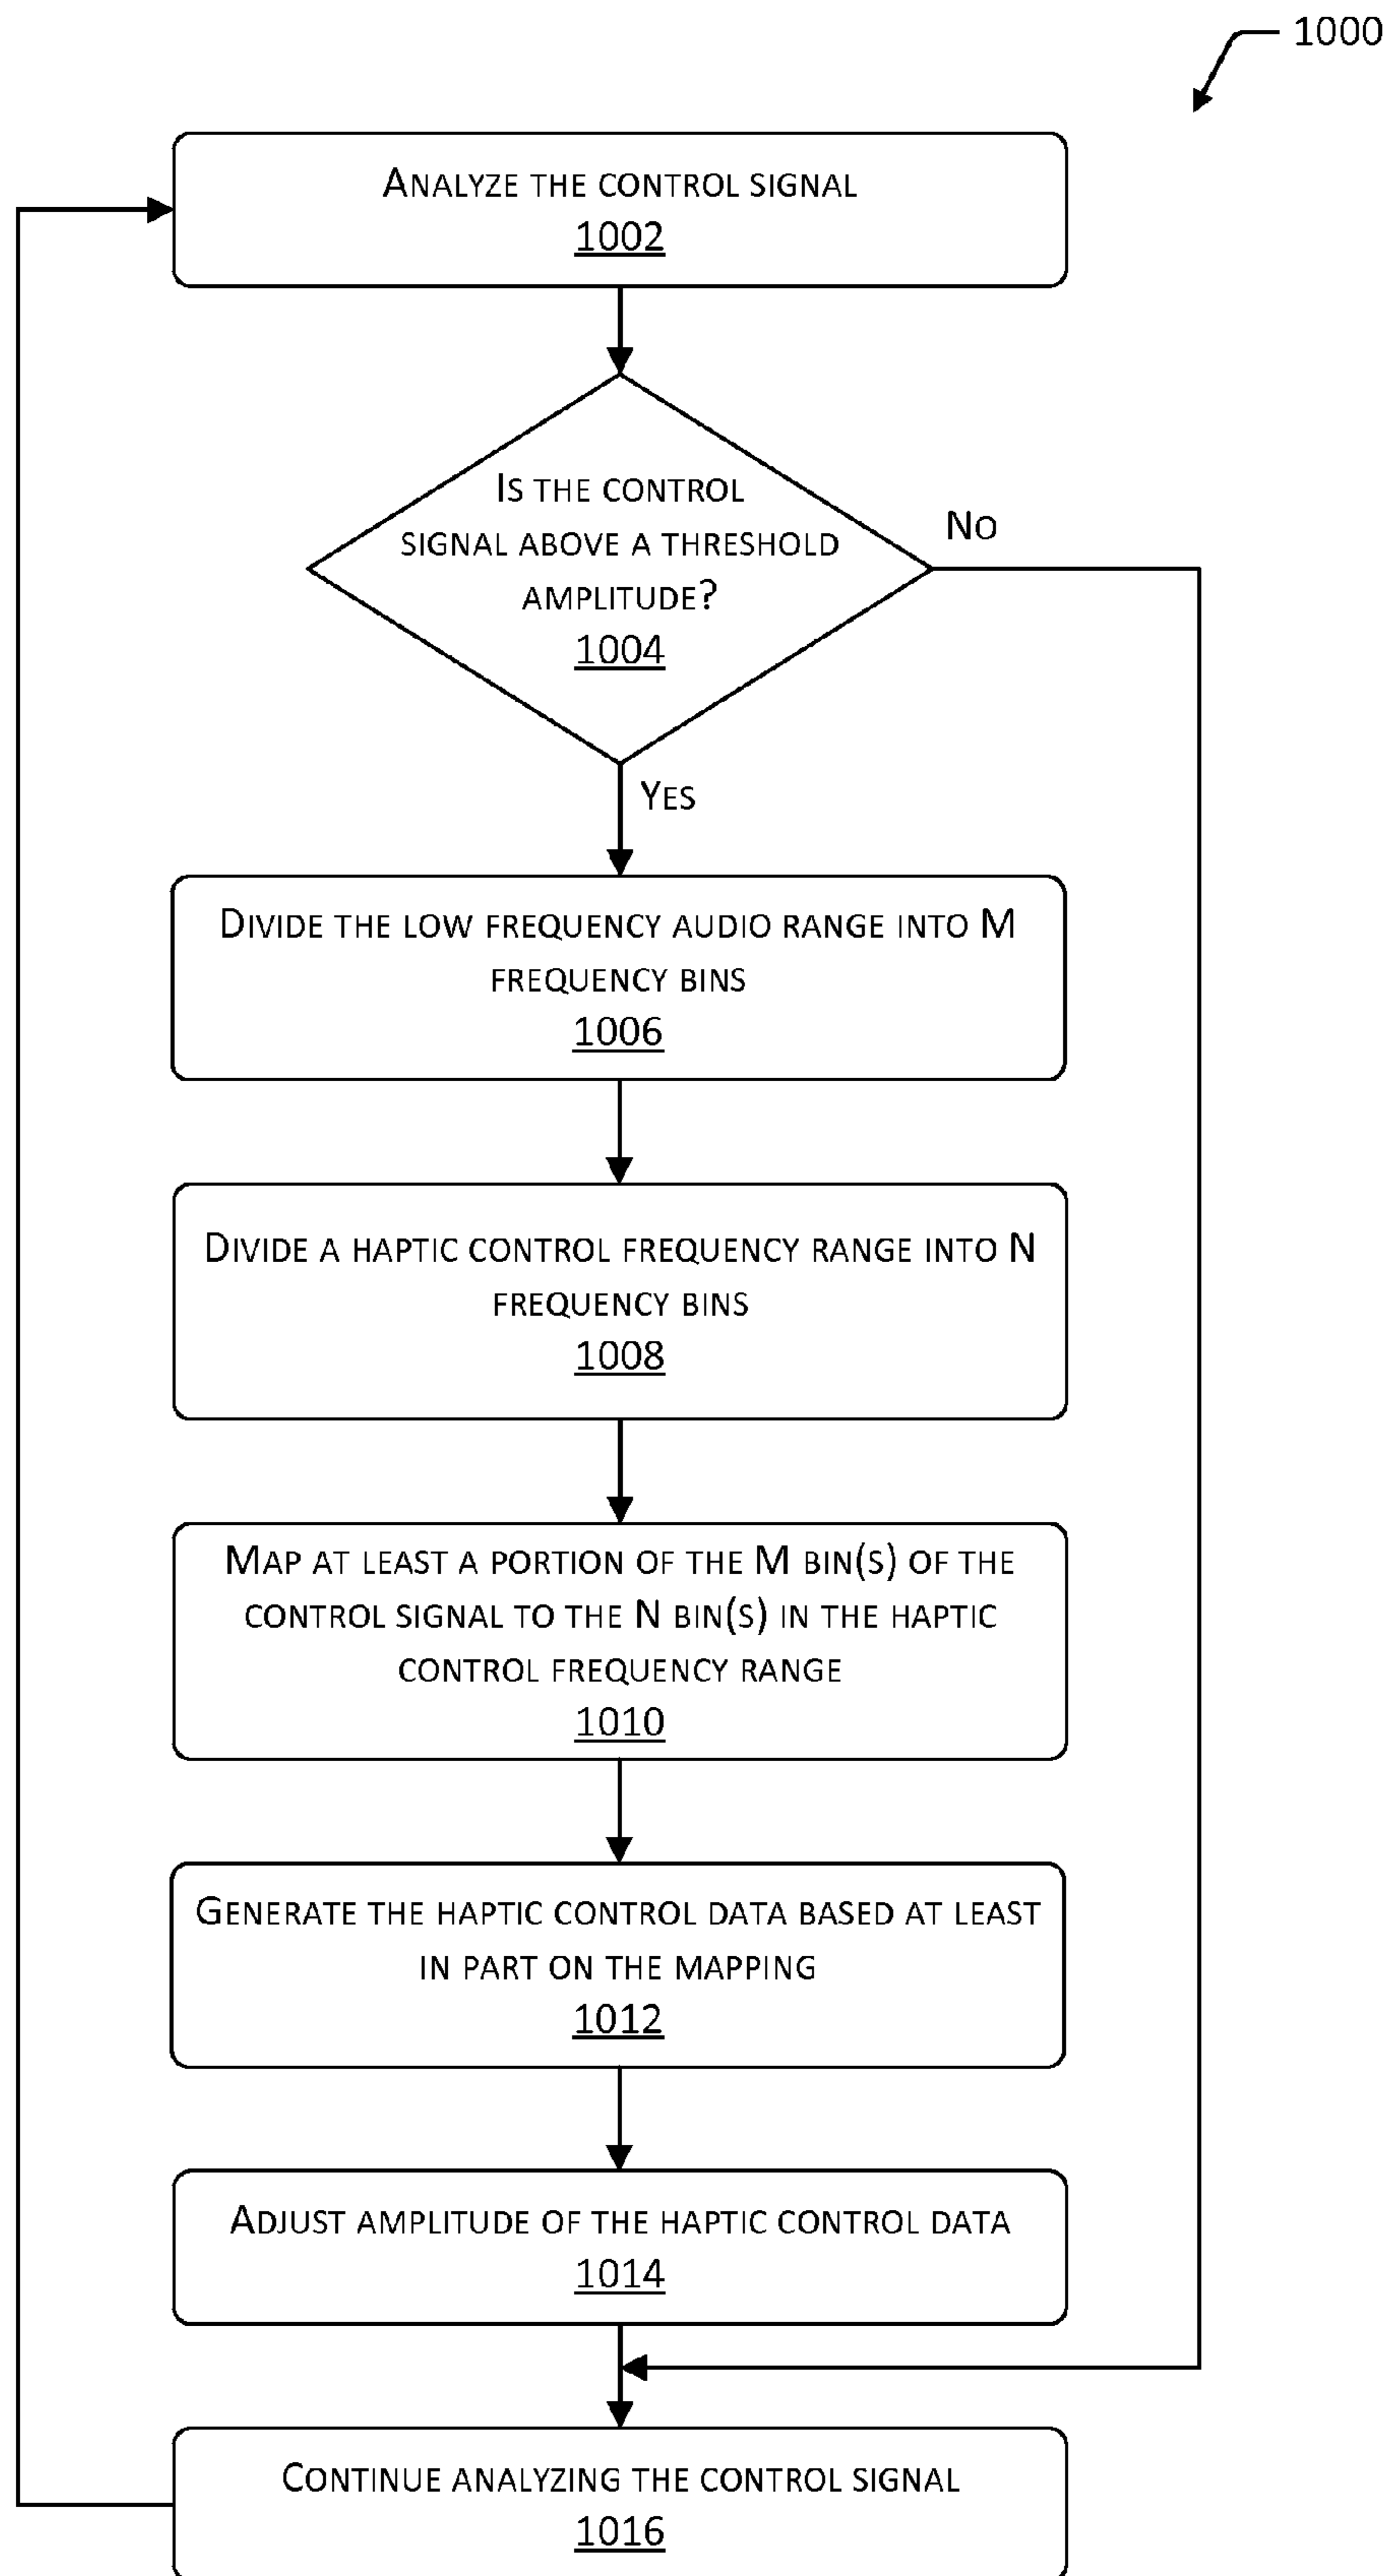 1000
Analyze the control signal
1002
Is the control
signal above a threshold
amplitude?
1004
No
Yes
Divide the low frequency audio range into M
frequency bins
1006
Divide a haptic control frequency range into N
frequency bins
1008
Map at least a portion of the M bin(s) of the
control signal to the N bin(s) in the haptic
control frequency range
1010
Generate the haptic control data based at least
in part on the mapping
1012
Adjust amplitude of the haptic control data
1014
Continue analyzing the control signal
1016